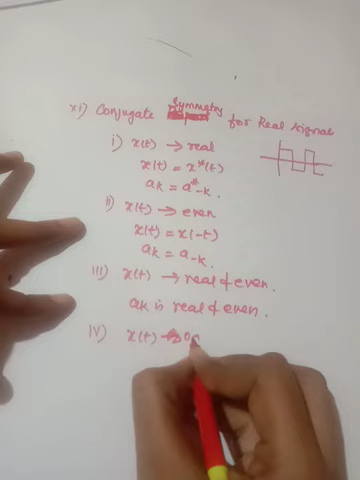 xi) Conjugate Symmetry for Real Signal
i) x(t) → real
x(t) = x*(t)
ak = a*-k.
ii) x(t) → even
x(t) = x(-t)
ak = a-k.
III) x(t) → real & even.
ak is real & even.
IV) x(t) → o